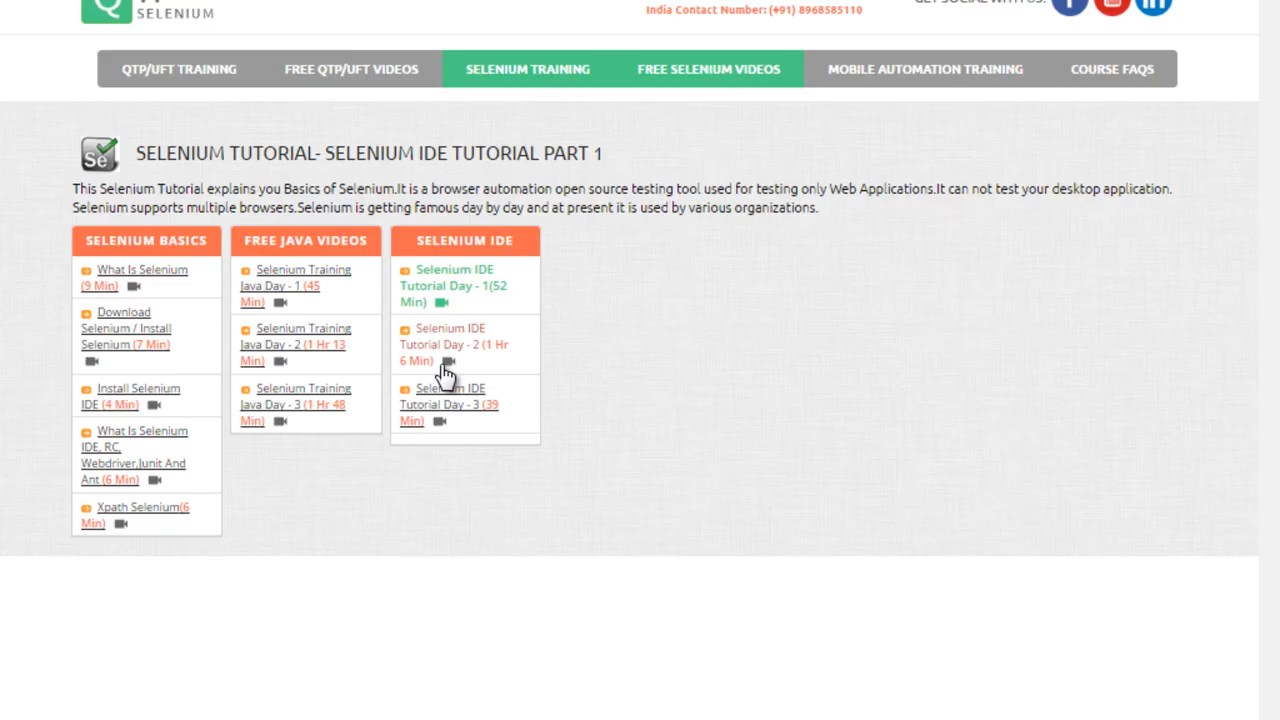 SELENIUM
India Contact Number: (+91) 8968585110
QTP/UFT TRAINING FREE QTP/UFT VIDEOS SELENIUM TRAINING FREE SELENIUM VIDEOS MOBILE AUTOMATION TRAINING COURSE FAQS
Se
SELENIUM TUTORIAL- SELENIUM IDE TUTORIAL PART 1
This Selenium Tutorial explains you Basics of Selenium.It is a browser automation open source testing tool used for testing only Web Applications.It can not test your desktop application.
Selenium supports multiple browsers.Selenium is getting famous day by day and at present it is used by various organizations.
SELENIUM BASICS
What Is Selenium
(9 Min)
Download
Selenium / Install
Selenium (7 Min)
Install Selenium
IDE (4 Min)
What Is Selenium
IDE, RC,
Webdriver,Junit And
Ant (6 Min)
Xpath Selenium(6
Min)
FREE JAVA VIDEOS
Selenium Training
Java Day - 1 (45
Min)
Selenium Training
Java Day - 2 (1 Hr 13
Min)
Selenium Training
Java Day - 3 (1 Hr 48
Min)
SELENIUM IDE
Selenium IDE
Tutorial Day - 1(52
Min)
Selenium IDE
Tutorial Day - 2 (1 Hr
6 Min)
Selenium IDE
Tutorial Day - 3 (39
Min)